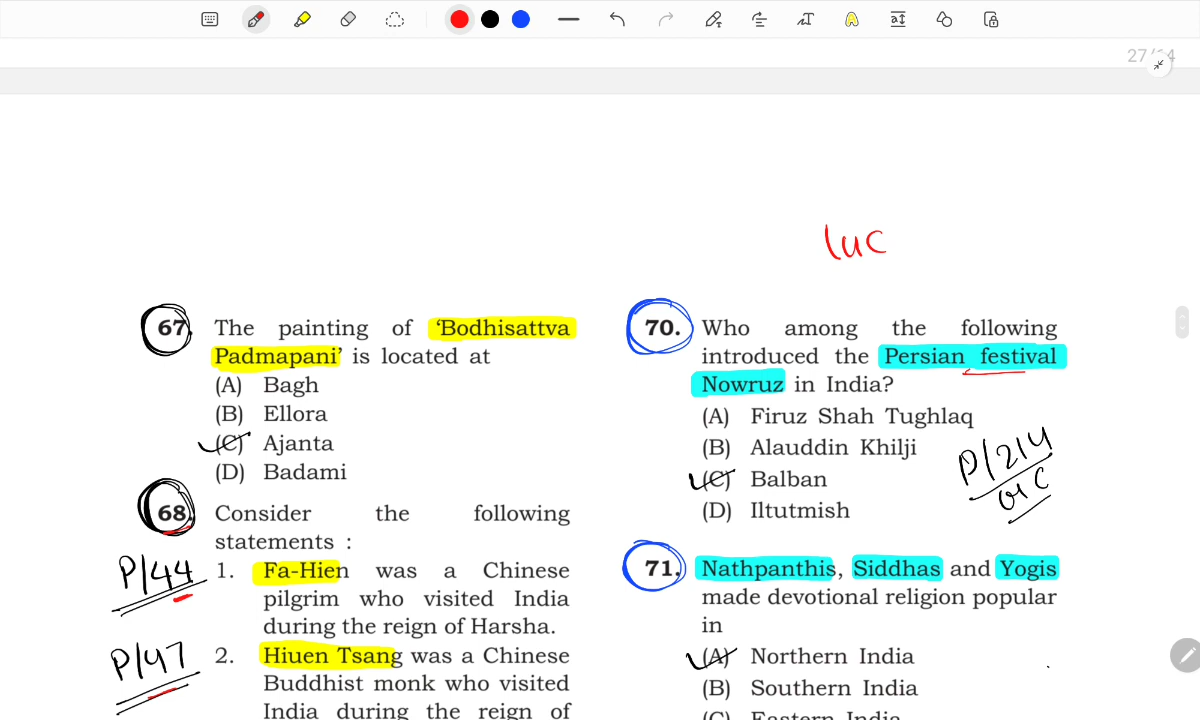 27/
luc
67. The painting of 'Bodhisattva
Padmapani' is located at
(A) Bagh
(B) Ellora
(C) Ajanta
(D) Badami
68. Consider the following
statements :
P/44
1. Fa-Hien was a Chinese
pilgrim who visited India
during the reign of Harsha.
P/47
2. Hiuen Tsang was a Chinese
Buddhist monk who visited
India during the reign of
70. Who among the following
introduced the Persian festival
Nowruz in India?
(A) Firuz Shah Tughlaq
(B) Alauddin Khilji
P/214
(C) Balban
(D) Iltutmish
71. Nathpanthis, Siddhas and Yogis
made devotional religion popular
in
(A) Northern India
(B) Southern India
(C) Eastern India